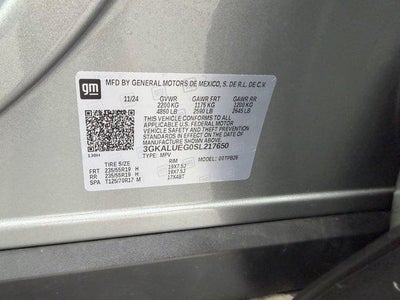 gm
MFD BY GENERAL MOTORS DE MEXICO, S. DE R.L. DE C.V.
11/24 GVWR GAWR FRT GAWR RR
2200 KG 1175 KG 1200 KG
4850 LB 2590 LB 2645 LB
THIS VEHICLE CONFORMS TO ALL APPLICABLE
U.S. FEDERAL MOTOR VEHICLE SAFETY AND
THEFT PREVENTION STANDARDS IN EFFECT ON
THE DATE OF MANUFACTURE SHOWN ABOVE.
3GKALUEG0SL217650
TYPE: MPV MODEL:
TIRE SIZE RIM
FRT 235/55R19 H 19X7.5J
RR 235/55R19 H 19X7.5J
SPA T125/70R17 M 17X4BT